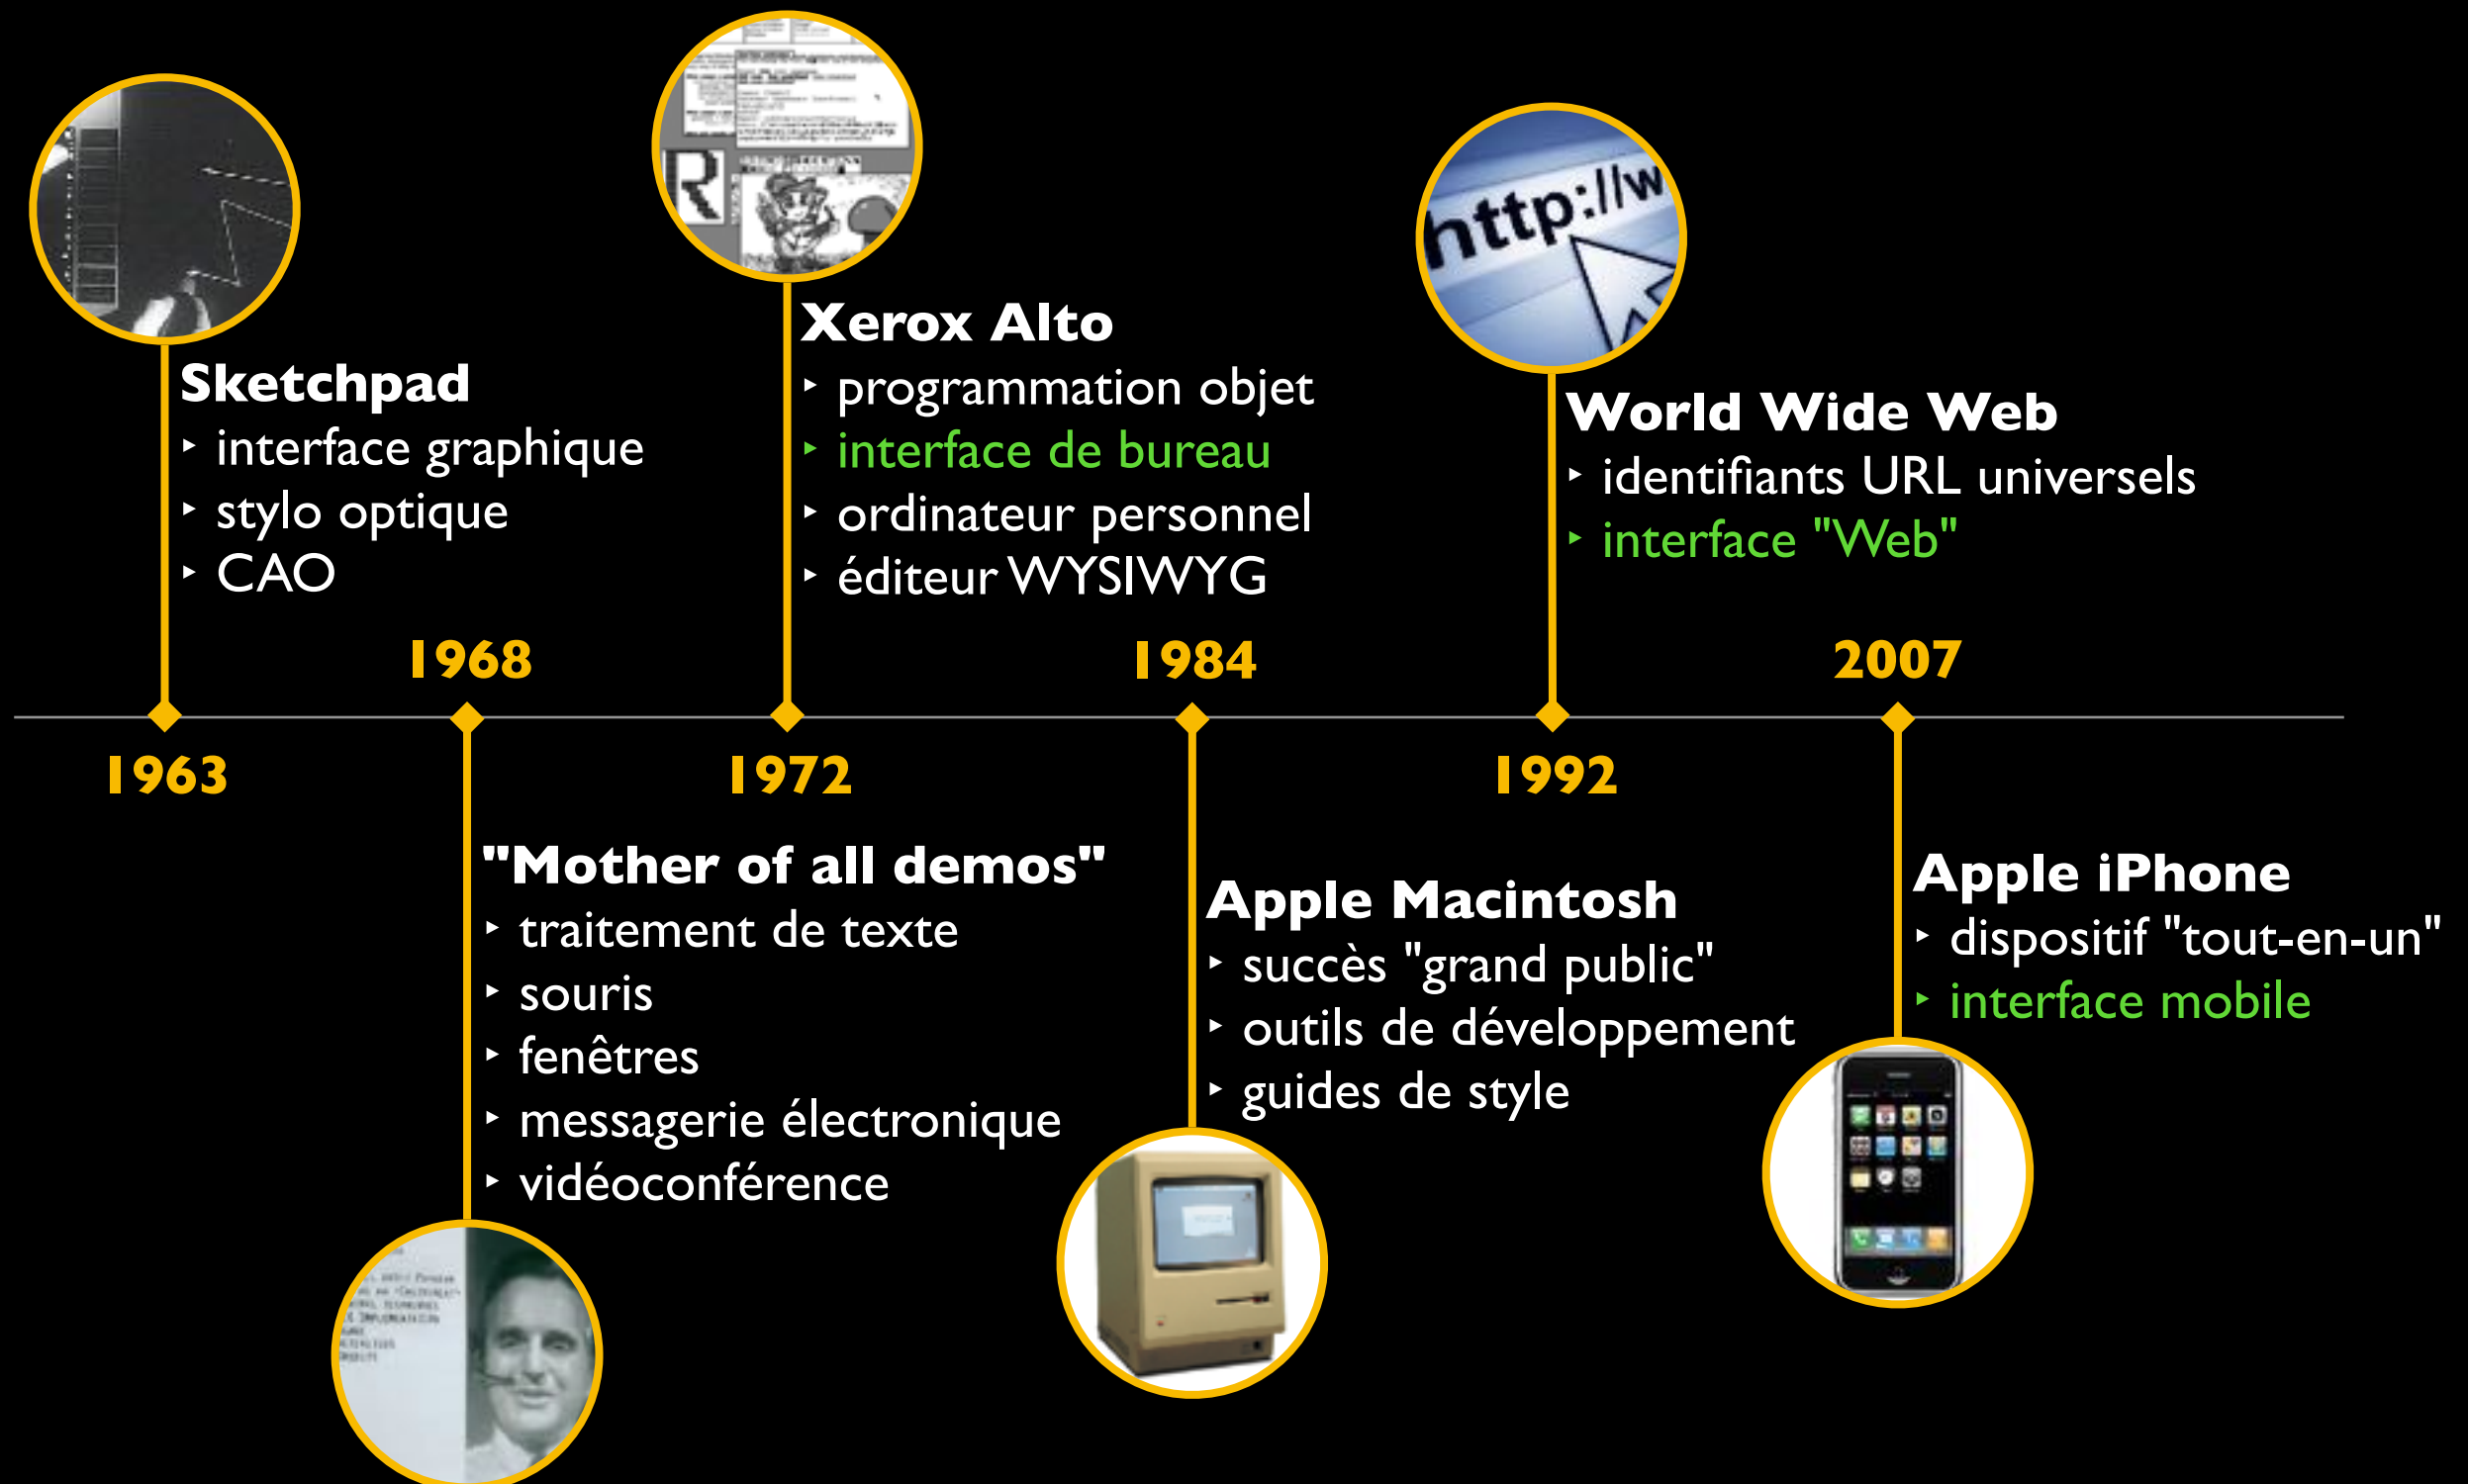 http://w
Sketchpad
‣ interface graphique
‣ stylo optique
‣ CAO
1963
1968
"Mother of all demos"
‣ traitement de texte
‣ souris
‣ fenêtres
‣ messagerie électronique
‣ vidéoconférence
Xerox Alto
‣ programmation objet
‣ interface de bureau
‣ ordinateur personnel
‣ éditeur WYSIWYG
R
1972
1984
Apple Macintosh
‣ succès "grand public"
‣ outils de développement
‣ guides de style
World Wide Web
‣ identifiants URL universels
‣ interface "Web"
1992
2007
Apple iPhone
‣ dispositif "tout-en-un"
‣ interface mobile